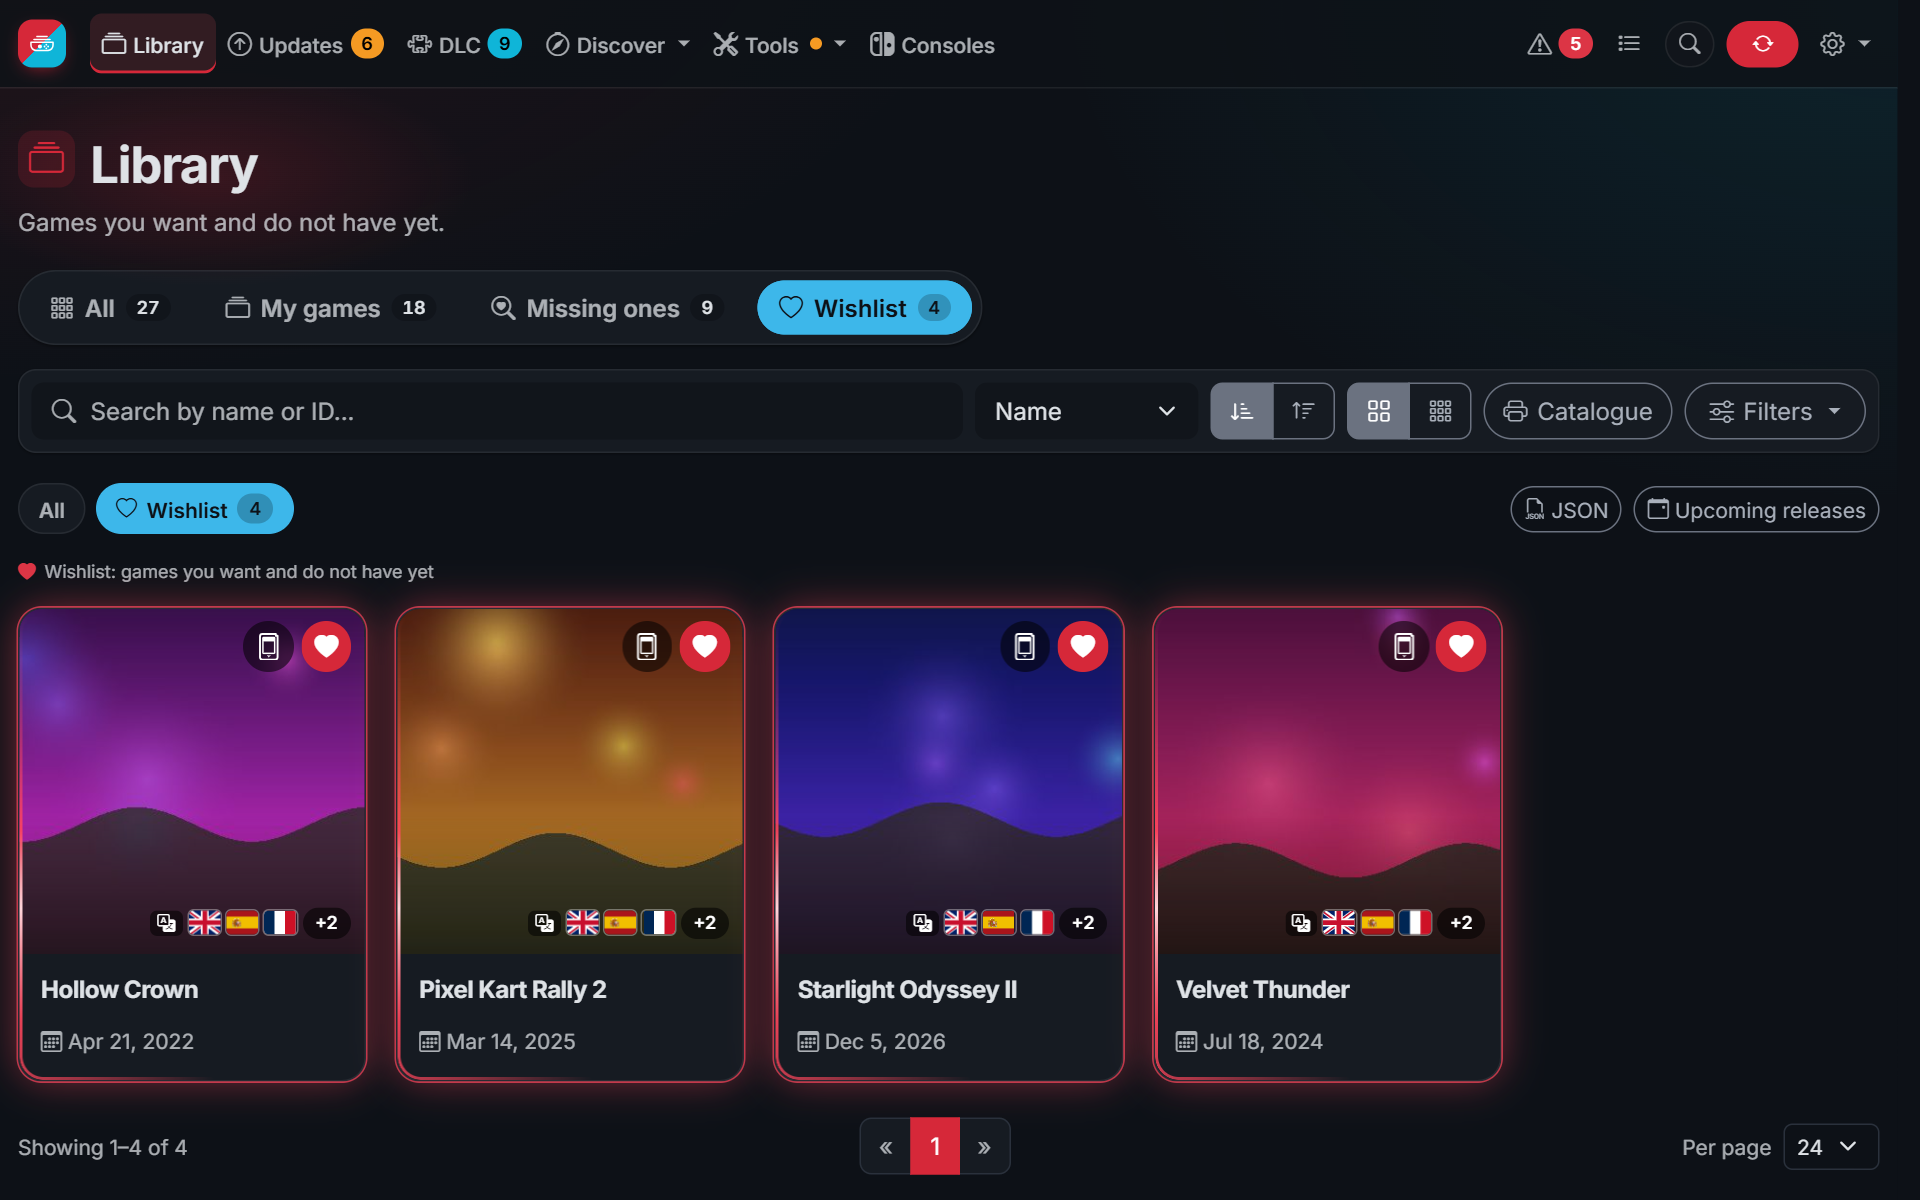 Library
Updates 6
DLC 9
Discover
Tools
Consoles
5
Library
Games you want and do not have yet.
All 27
My games 18
Missing ones 9
Wishlist 4
Search by name or ID...
Name
Catalogue
Filters
All
Wishlist 4
JSON
Upcoming releases
Wishlist: games you want and do not have yet
+2
+2
+2
+2
Hollow Crown
Apr 21, 2022
Pixel Kart Rally 2
Mar 14, 2025
Starlight Odyssey II
Dec 5, 2026
Velvet Thunder
Jul 18, 2024
Showing 1–4 of 4
« 1 »
Per page 24